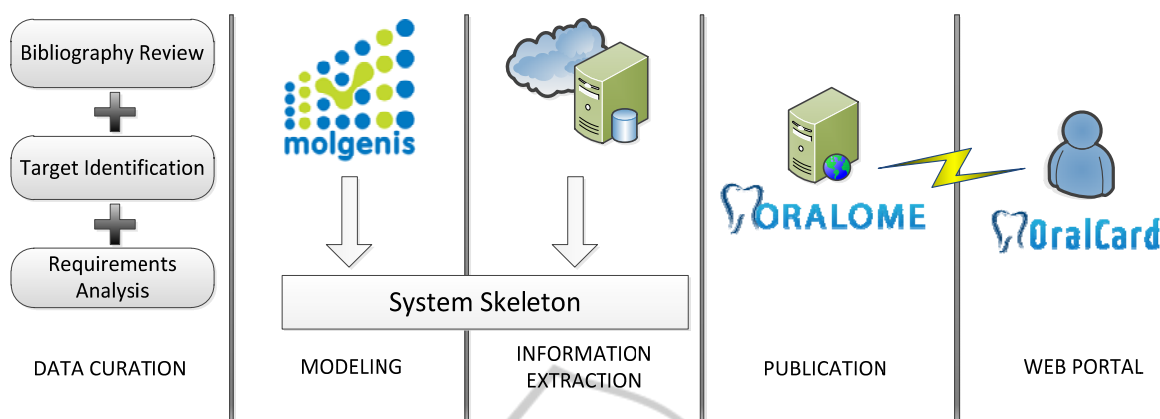 Bibliography Review
Target Identification
Requirements
Analysis
DATA CURATION
molgenis
System Skeleton
MODELING
INFORMATION
EXTRACTION
ORALOME
PUBLICATION
OralCard
WEB PORTAL